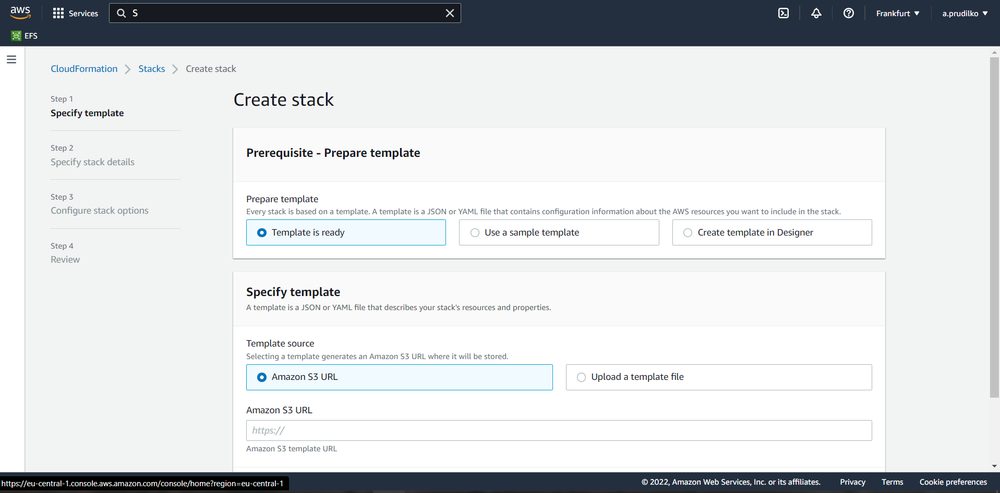 aws Services S Frankfurt a.prudilko
EFS
CloudFormation Stacks Create stack
Step 1
Specify template
Step 2
Specify stack details
Step 3
Configure stack options
Step 4
Review
Create stack
Prerequisite - Prepare template
Prepare template
Every stack is based on a template. A template is a JSON or YAML file that contains configuration information about the AWS resources you want to include in the stack.
Template is ready Use a sample template Create template in Designer
Specify template
A template is a JSON or YAML file that describes your stack's resources and properties.
Template source
Selecting a template generates an Amazon S3 URL where it will be stored.
Amazon S3 URL Upload a template file
Amazon S3 URL
https://
Amazon S3 template URL
https://eu-central-1.console.aws.amazon.com/console/home?region=eu-central-1 © 2022, Amazon Web Services, Inc. or its affiliates. Privacy Terms Cookie preferences